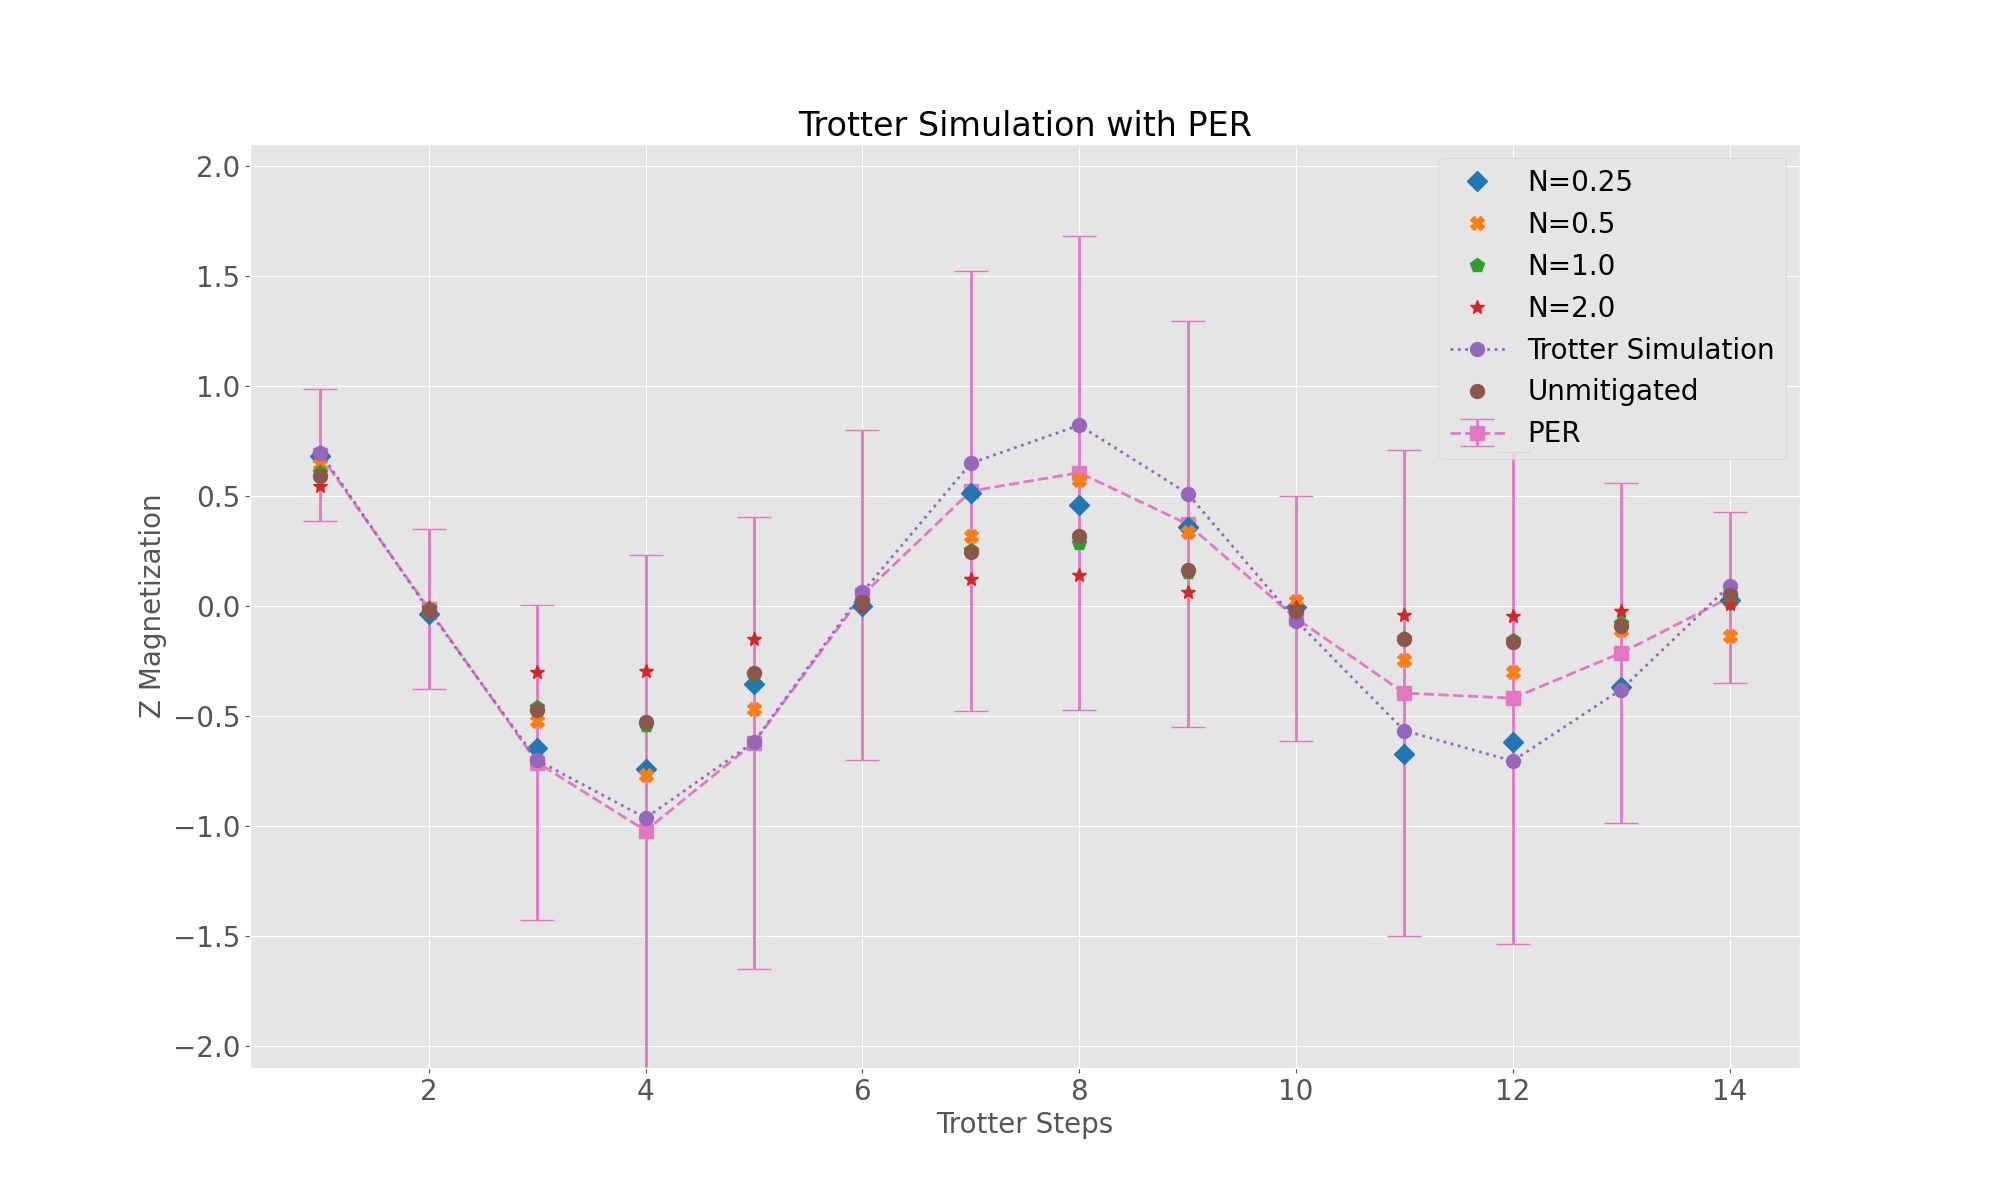 Trotter Simulation with PER
2.0
1.5
1.0
0.5
0.0
−0.5
−1.0
−1.5
−2.0
Z Magnetization
N=0.25
N=0.5
N=1.0
N=2.0
Trotter Simulation
Unmitigated
PER
2 4 6 8 10 12 14
Trotter Steps